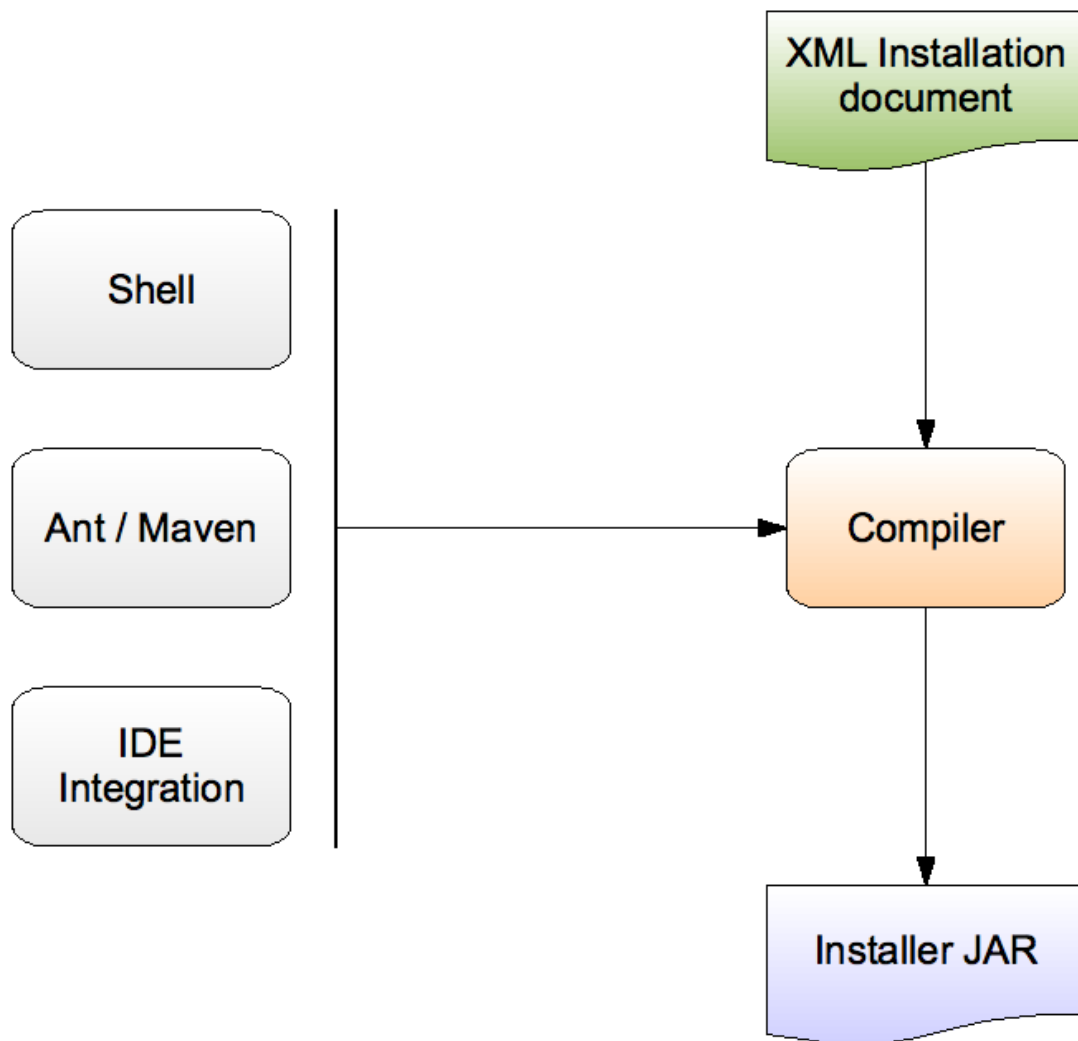 XML Installation
document
Shell
Ant / Maven
Compiler
IDE
Integration
Installer JAR